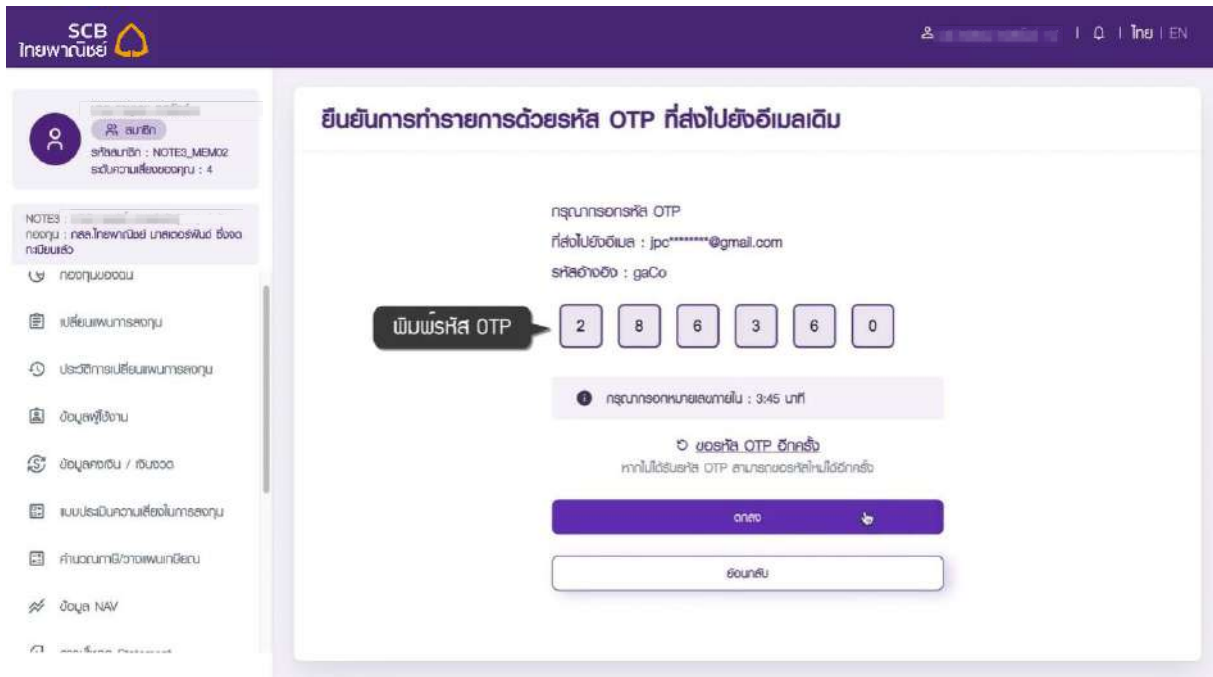 SCB
ไทยพาณิชย์
ไทย | EN
สมาชิก
รหัสสมาชิก : NOTE3_MEM02
ระดับความเสี่ยงของคุณ : 4
NOTE3 :
กองทุน : กสล.ไทยพาณิชย์ มาสเตอร์ฟันด์ ซึ่งจด
ทะเบียนแล้ว
กองทุนของฉัน
เปลี่ยนแผนการลงทุน
ประวัติการเปลี่ยนแผนการลงทุน
ข้อมูลผู้ใช้งาน
ข้อมูลคงเงิน / เงินงวด
แบบประเมินความเสี่ยงในการลงทุน
คำนวณภาษี/วางแผนเกษียณ
ข้อมูล NAV
Statement
ยืนยันการทำรายการด้วยรหัส OTP ที่ส่งไปยังอีเมลเดิม
กรุณากรอกรหัส OTP
ที่ส่งไปยังอีเมล : jpc********@gmail.com
รหัสอ้างอิง : gaCo
พิมพ์รหัส OTP
2 8 6 3 6 0
กรุณากรอกหมายเลขภายใน : 3:45 นาที
ขอรหัส OTP อีกครั้ง
หากไม่ได้รับรหัส OTP สามารถขอรหัสใหม่ได้อีกครั้ง
ตกลง
ย้อนกลับ